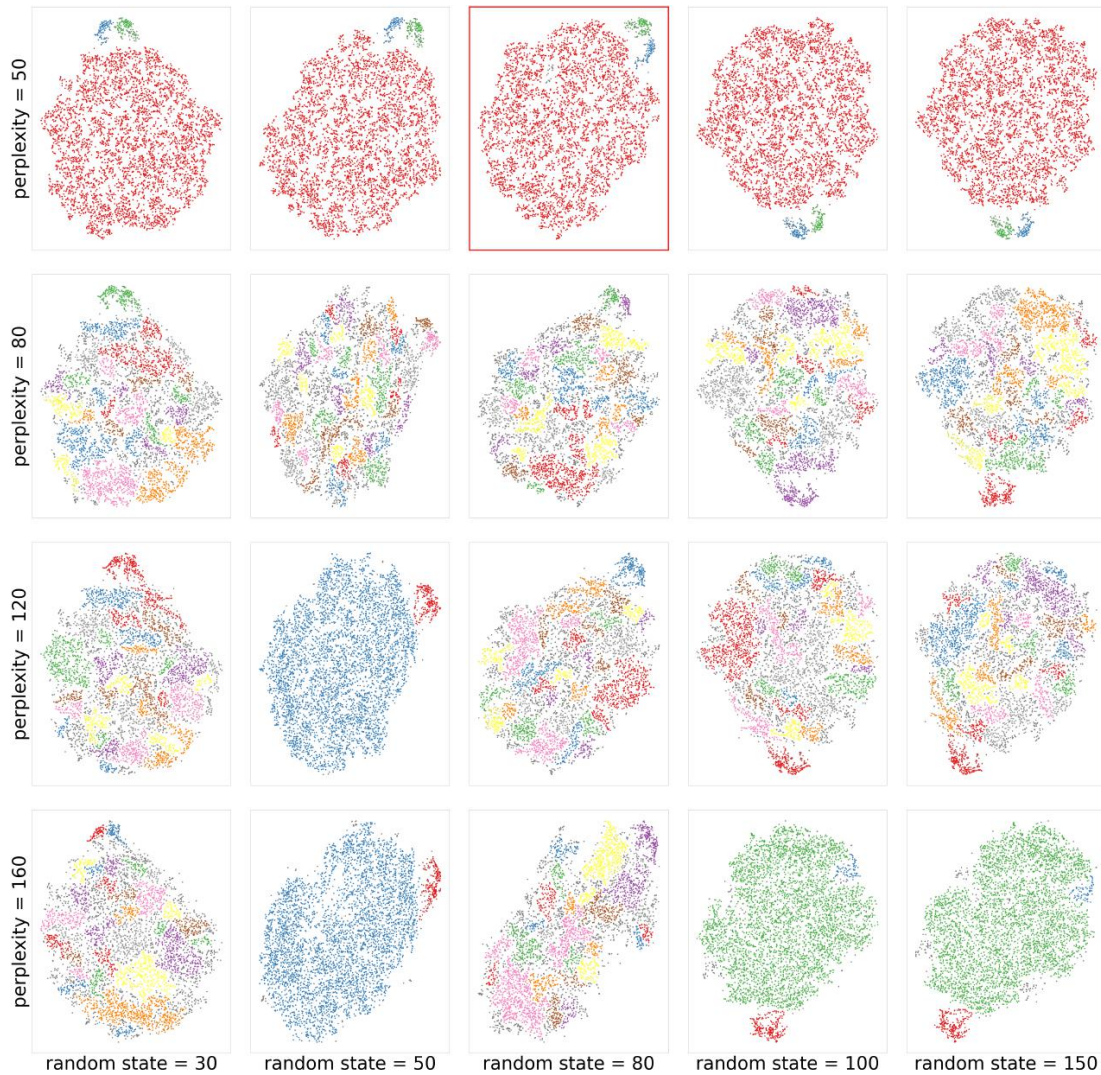 perplexity = 50
perplexity = 80
perplexity = 120
perplexity = 160
random state = 30
random state = 50
random state = 80
random state = 100
random state = 150